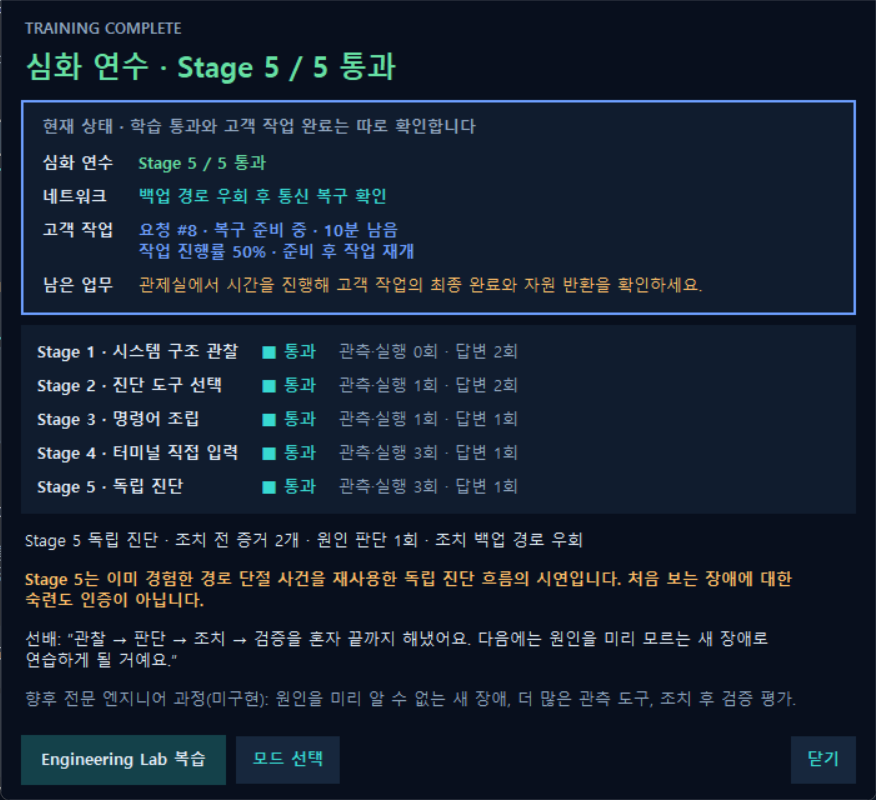 TRAINING COMPLETE
심화 연수 · Stage 5 / 5 통과
현재 상태 · 학습 통과와 고객 작업 완료는 따로 확인합니다
심화 연수 Stage 5 / 5 통과
네트워크 백업 경로 우회 후 통신 복구 확인
고객 작업 요청 #8 · 복구 준비 중 · 10분 남음
작업 진행률 50% · 준비 후 작업 재개
남은 업무 관제실에서 시간을 진행해 고객 작업의 최종 완료와 자원 반환을 확인하세요.
Stage 1 · 시스템 구조 관찰 ■ 통과 관측·실행 0회 · 답변 2회
Stage 2 · 진단 도구 선택 ■ 통과 관측·실행 1회 · 답변 2회
Stage 3 · 명령어 조립 ■ 통과 관측·실행 1회 · 답변 1회
Stage 4 · 터미널 직접 입력 ■ 통과 관측·실행 3회 · 답변 1회
Stage 5 · 독립 진단 ■ 통과 관측·실행 3회 · 답변 1회
Stage 5 독립 진단 · 조치 전 증거 2개 · 원인 판단 1회 · 조치 백업 경로 우회
Stage 5는 이미 경험한 경로 단절 사건을 재사용한 독립 진단 흐름의 시연입니다. 처음 보는 장애에 대한
숙련도 인증이 아닙니다.
선배: "관찰 → 판단 → 조치 → 검증을 혼자 끝까지 해냈어요. 다음에는 원인을 미리 모르는 새 장애로
연습하게 될 거예요."
향후 전문 엔지니어 과정(미구현): 원인을 미리 알 수 없는 새 장애, 더 많은 관측 도구, 조치 후 검증 평가.
Engineering Lab 복습 모드 선택 닫기